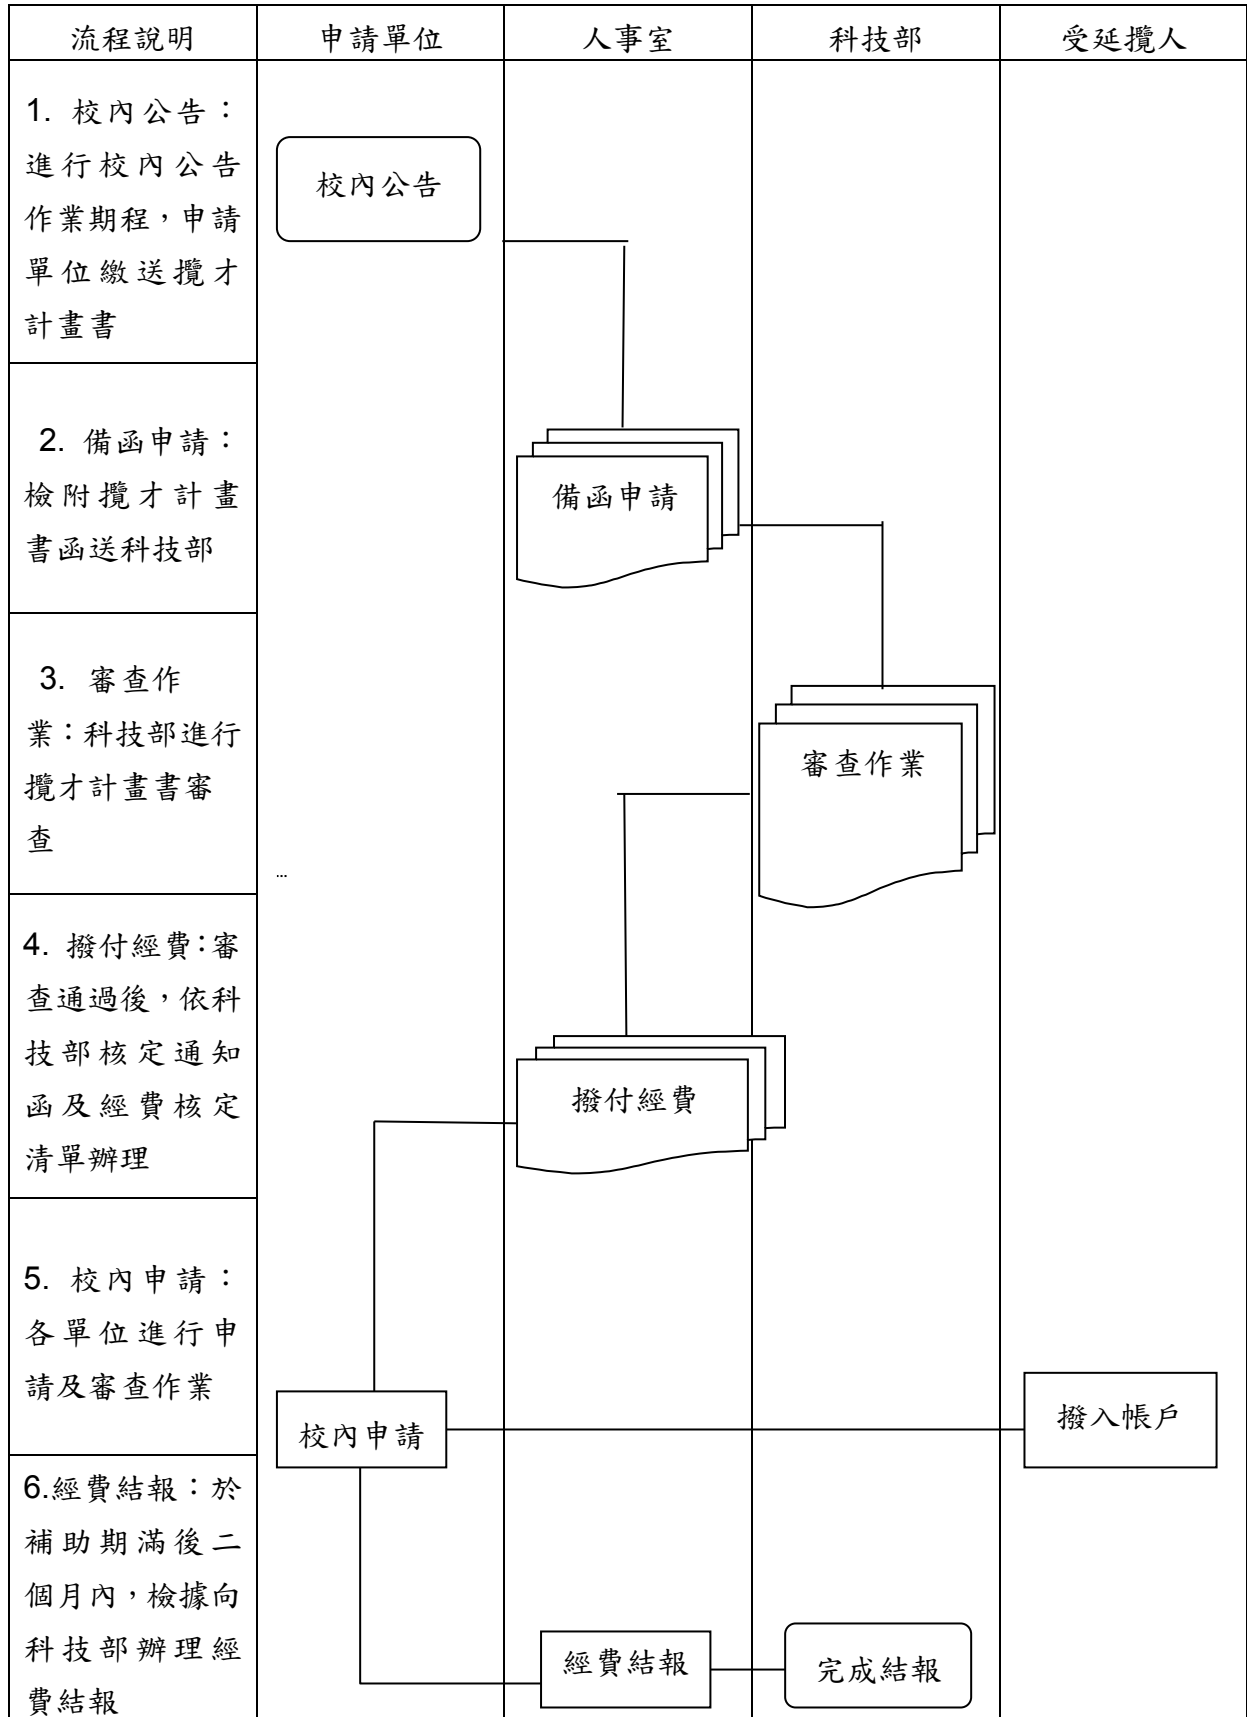 流程說明 申請單位 人事室 科技部 受延攬人
1. 校內公告：
進行校內公告
作業期程，申請
單位繳送攬才
計畫書
校內公告
2. 備函申請：
檢附攬才計畫
書函送科技部
備函申請
3. 審查作
業：科技部進行
攬才計畫書審
查
審查作業
…
4. 撥付經費：審
查通過後，依科
技部核定通知
函及經費核定
清單辦理
撥付經費
5. 校內申請：
各單位進行申
請及審查作業
校內申請
撥入帳戶
6.經費結報：於
補助期滿後二
個月內，檢據向
科技部辦理經
費結報
經費結報
完成結報